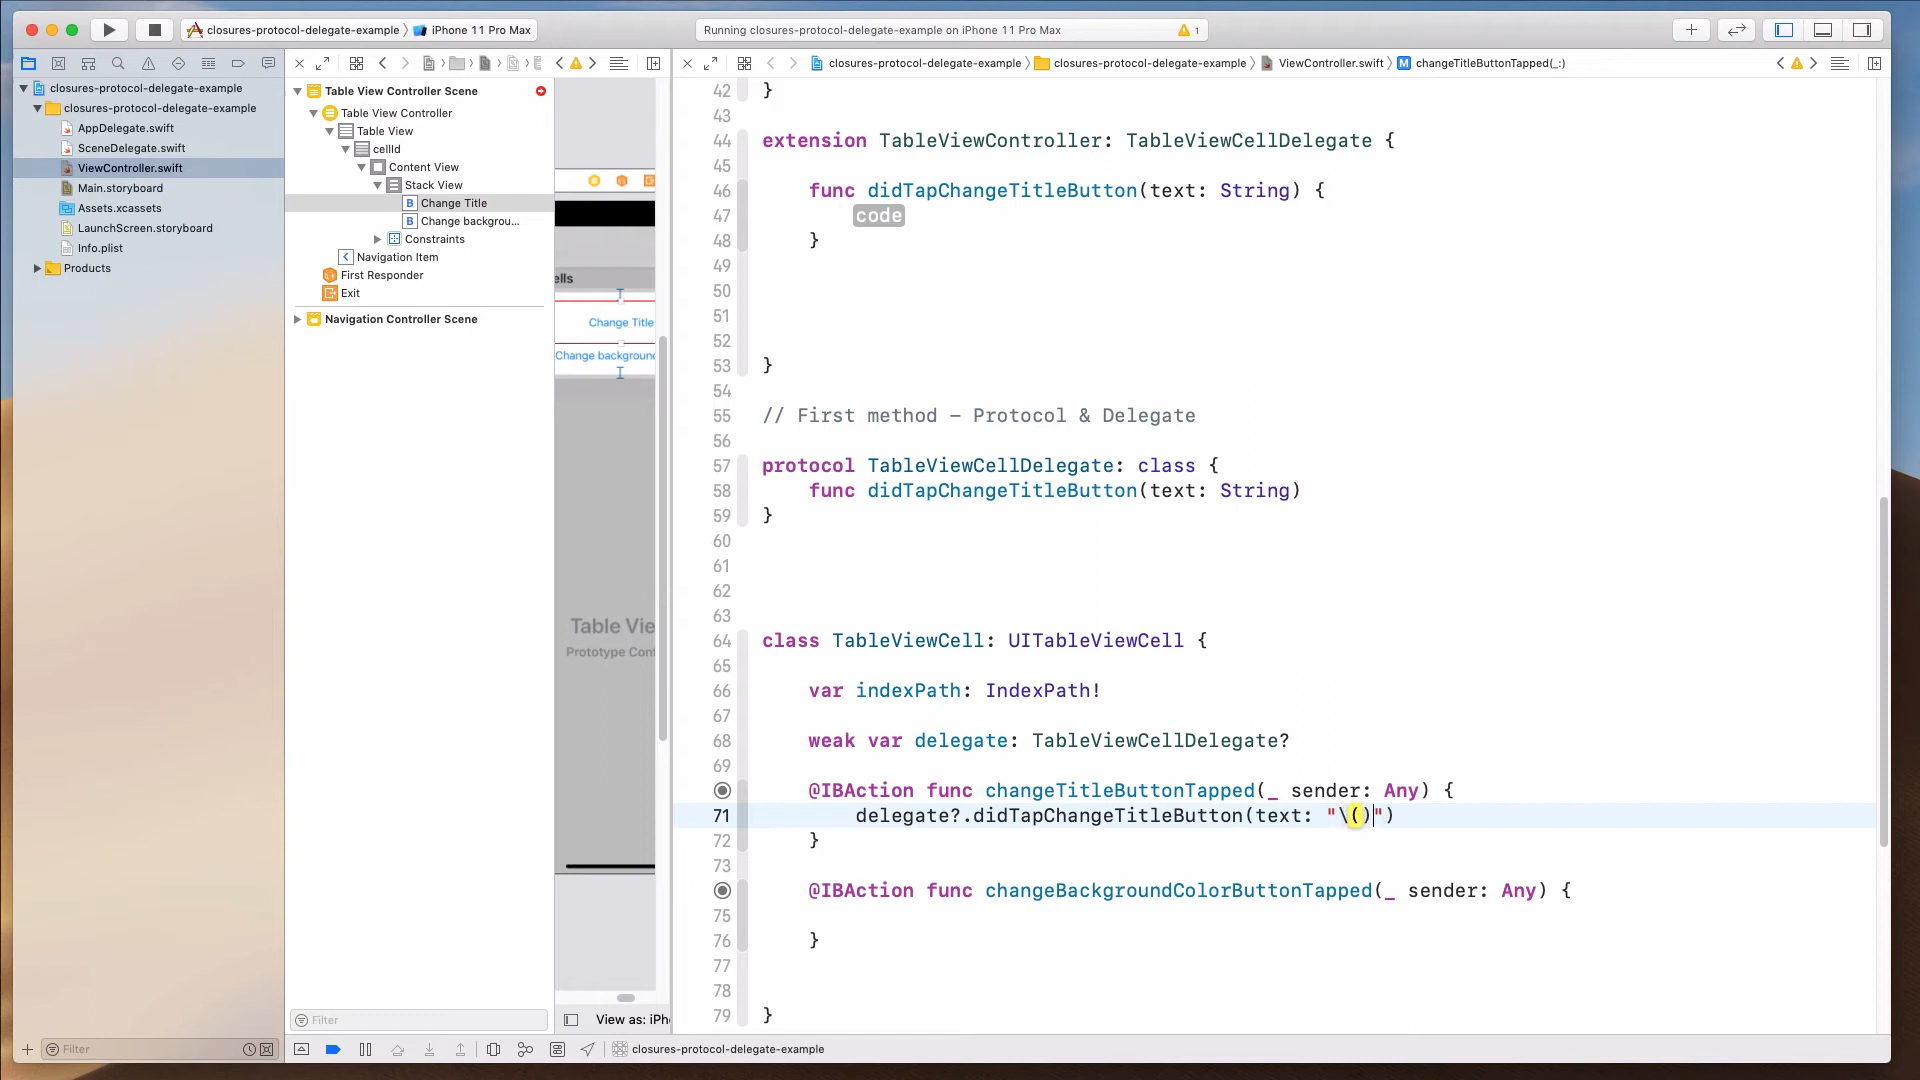 closures-protocol-delegate-example
iPhone 11 Pro Max
Running closures-protocol-delegate-example on iPhone 11 Pro Max
1
closures-protocol-delegate-example
closures-protocol-delegate-example
ViewController.swift
changeTitleButtonTapped(_:)
closures-protocol-delegate-example
closures-protocol-delegate-example
AppDelegate.swift
SceneDelegate.swift
ViewController.swift
Main.storyboard
Assets.xcassets
LaunchScreen.storyboard
Info.plist
Products
Filter
Table View Controller Scene
Table View Controller
Table View
cellId
Content View
Stack View
B Change Title
B Change backgrou...
Constraints
Navigation Item
First Responder
Exit
Navigation Controller Scene
Filter
ells
Change Title
Change background
Table Vie
Prototype Con
View as: iPh
42 }
43
44 extension TableViewController: TableViewCellDelegate {
45
46 func didTapChangeTitleButton(text: String) {
47 code
48 }
49
50
51
52
53 }
54
55 // First method – Protocol & Delegate
56
57 protocol TableViewCellDelegate: class {
58 func didTapChangeTitleButton(text: String)
59 }
60
61
62
63
64 class TableViewCell: UITableViewCell {
65
66 var indexPath: IndexPath!
67
68 weak var delegate: TableViewCellDelegate?
69
@IBAction func changeTitleButtonTapped(_ sender: Any) {
71 delegate?.didTapChangeTitleButton(text: "\()")
72 }
73
@IBAction func changeBackgroundColorButtonTapped(_ sender: Any) {
75
76 }
77
78
79 }
closures-protocol-delegate-example